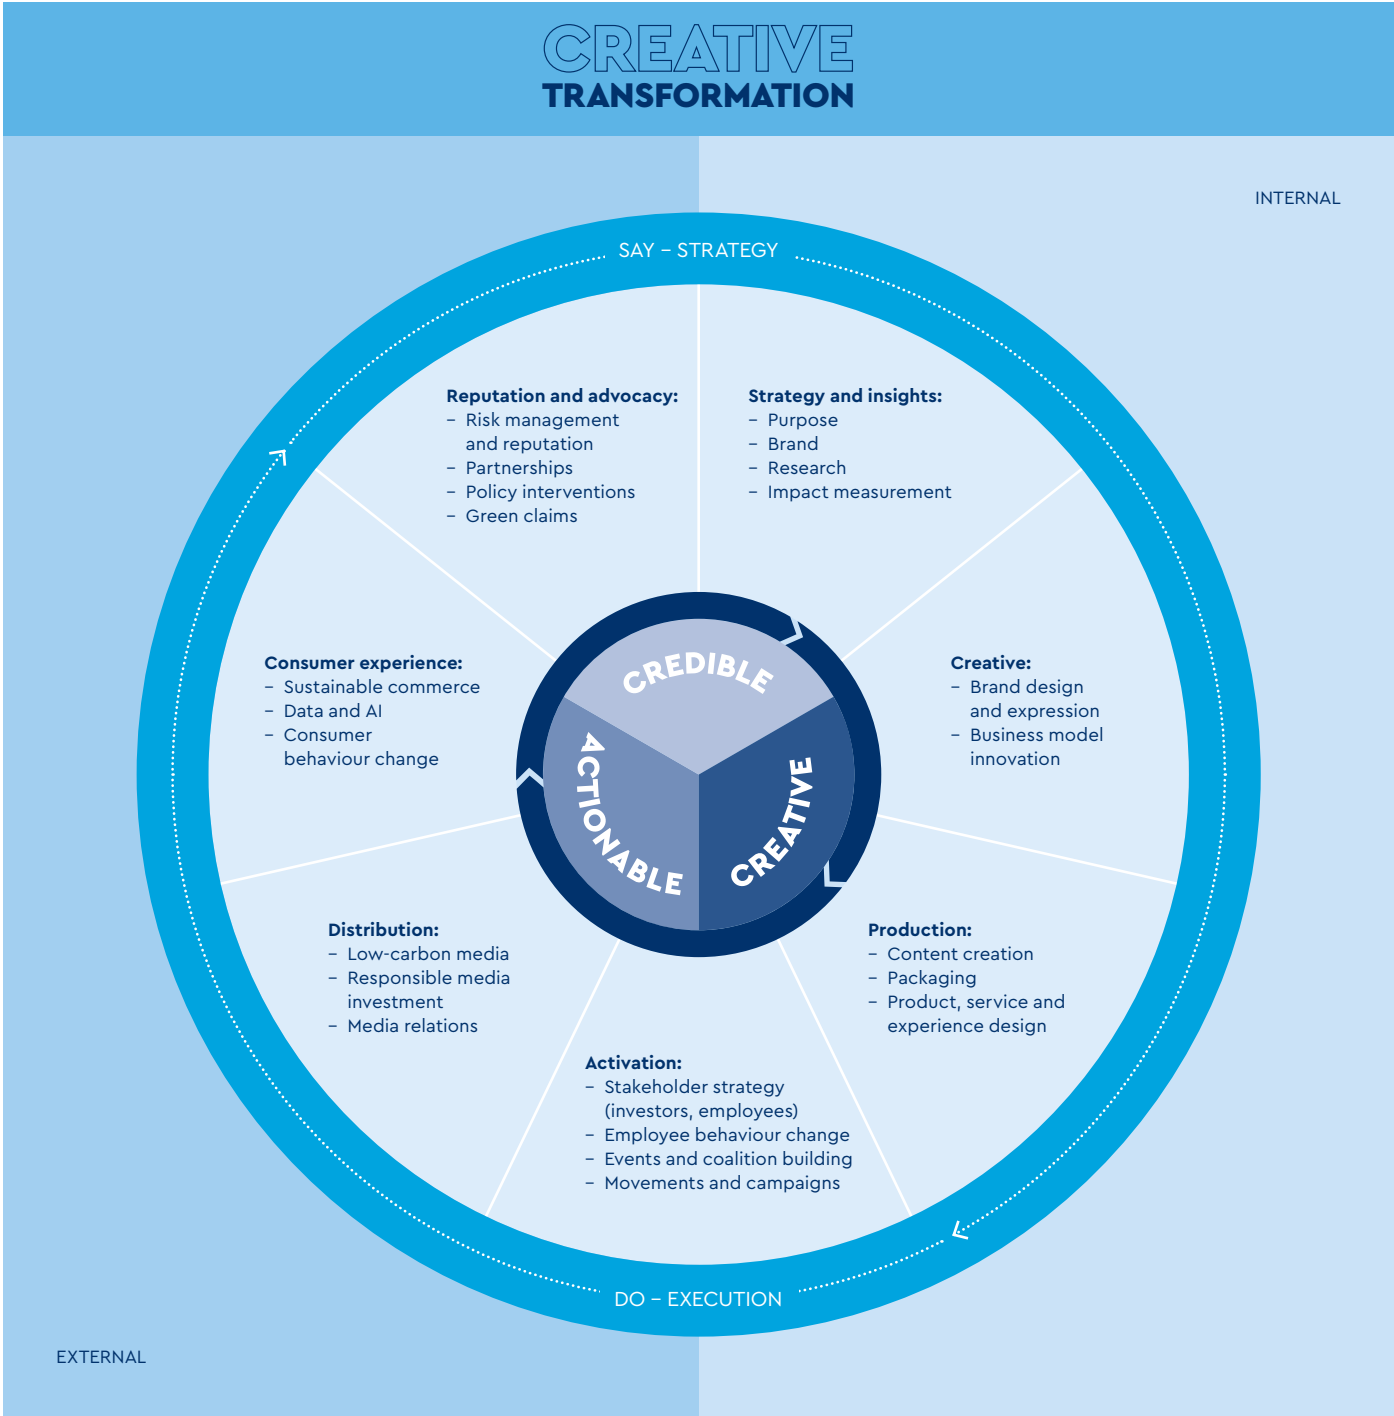 CREATIVE
TRANSFORMATION
INTERNAL
SAY – STRATEGY
Reputation and advocacy:
– Risk management
and reputation
– Partnerships
– Policy interventions
– Green claims
Strategy and insights:
– Purpose
– Brand
– Research
– Impact measurement
Consumer experience:
– Sustainable commerce
– Data and AI
– Consumer
behaviour change
CREDIBLE
ACTIONABLE
CREATIVE
Creative:
– Brand design
and expression
– Business model
innovation
Distribution:
– Low-carbon media
– Responsible media
investment
– Media relations
Production:
– Content creation
– Packaging
– Product, service and
experience design
Activation:
– Stakeholder strategy
(investors, employees)
– Employee behaviour change
– Events and coalition building
– Movements and campaigns
DO – EXECUTION
EXTERNAL